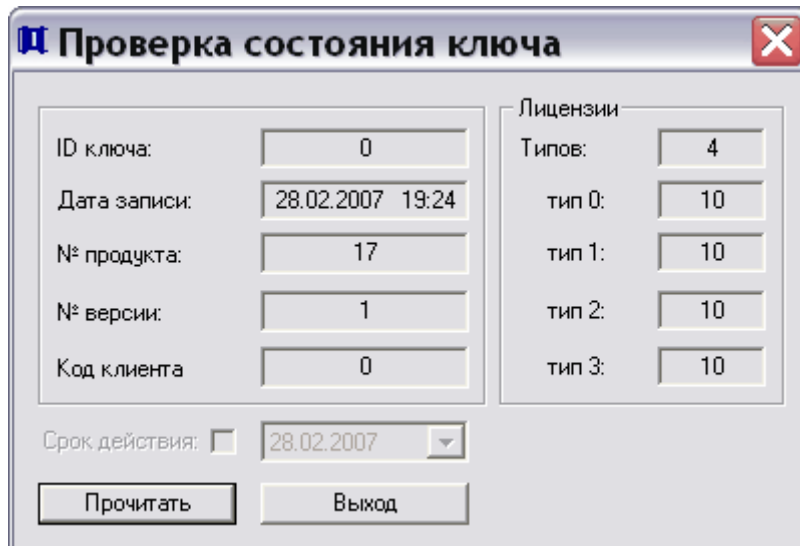 Проверка состояния ключа
ID ключа: 0
Дата записи: 28.02.2007 19:24
№ продукта: 17
№ версии: 1
Код клиента 0
Лицензии
Типов: 4
тип 0: 10
тип 1: 10
тип 2: 10
тип 3: 10
Срок действия: 28.02.2007
Прочитать Выход